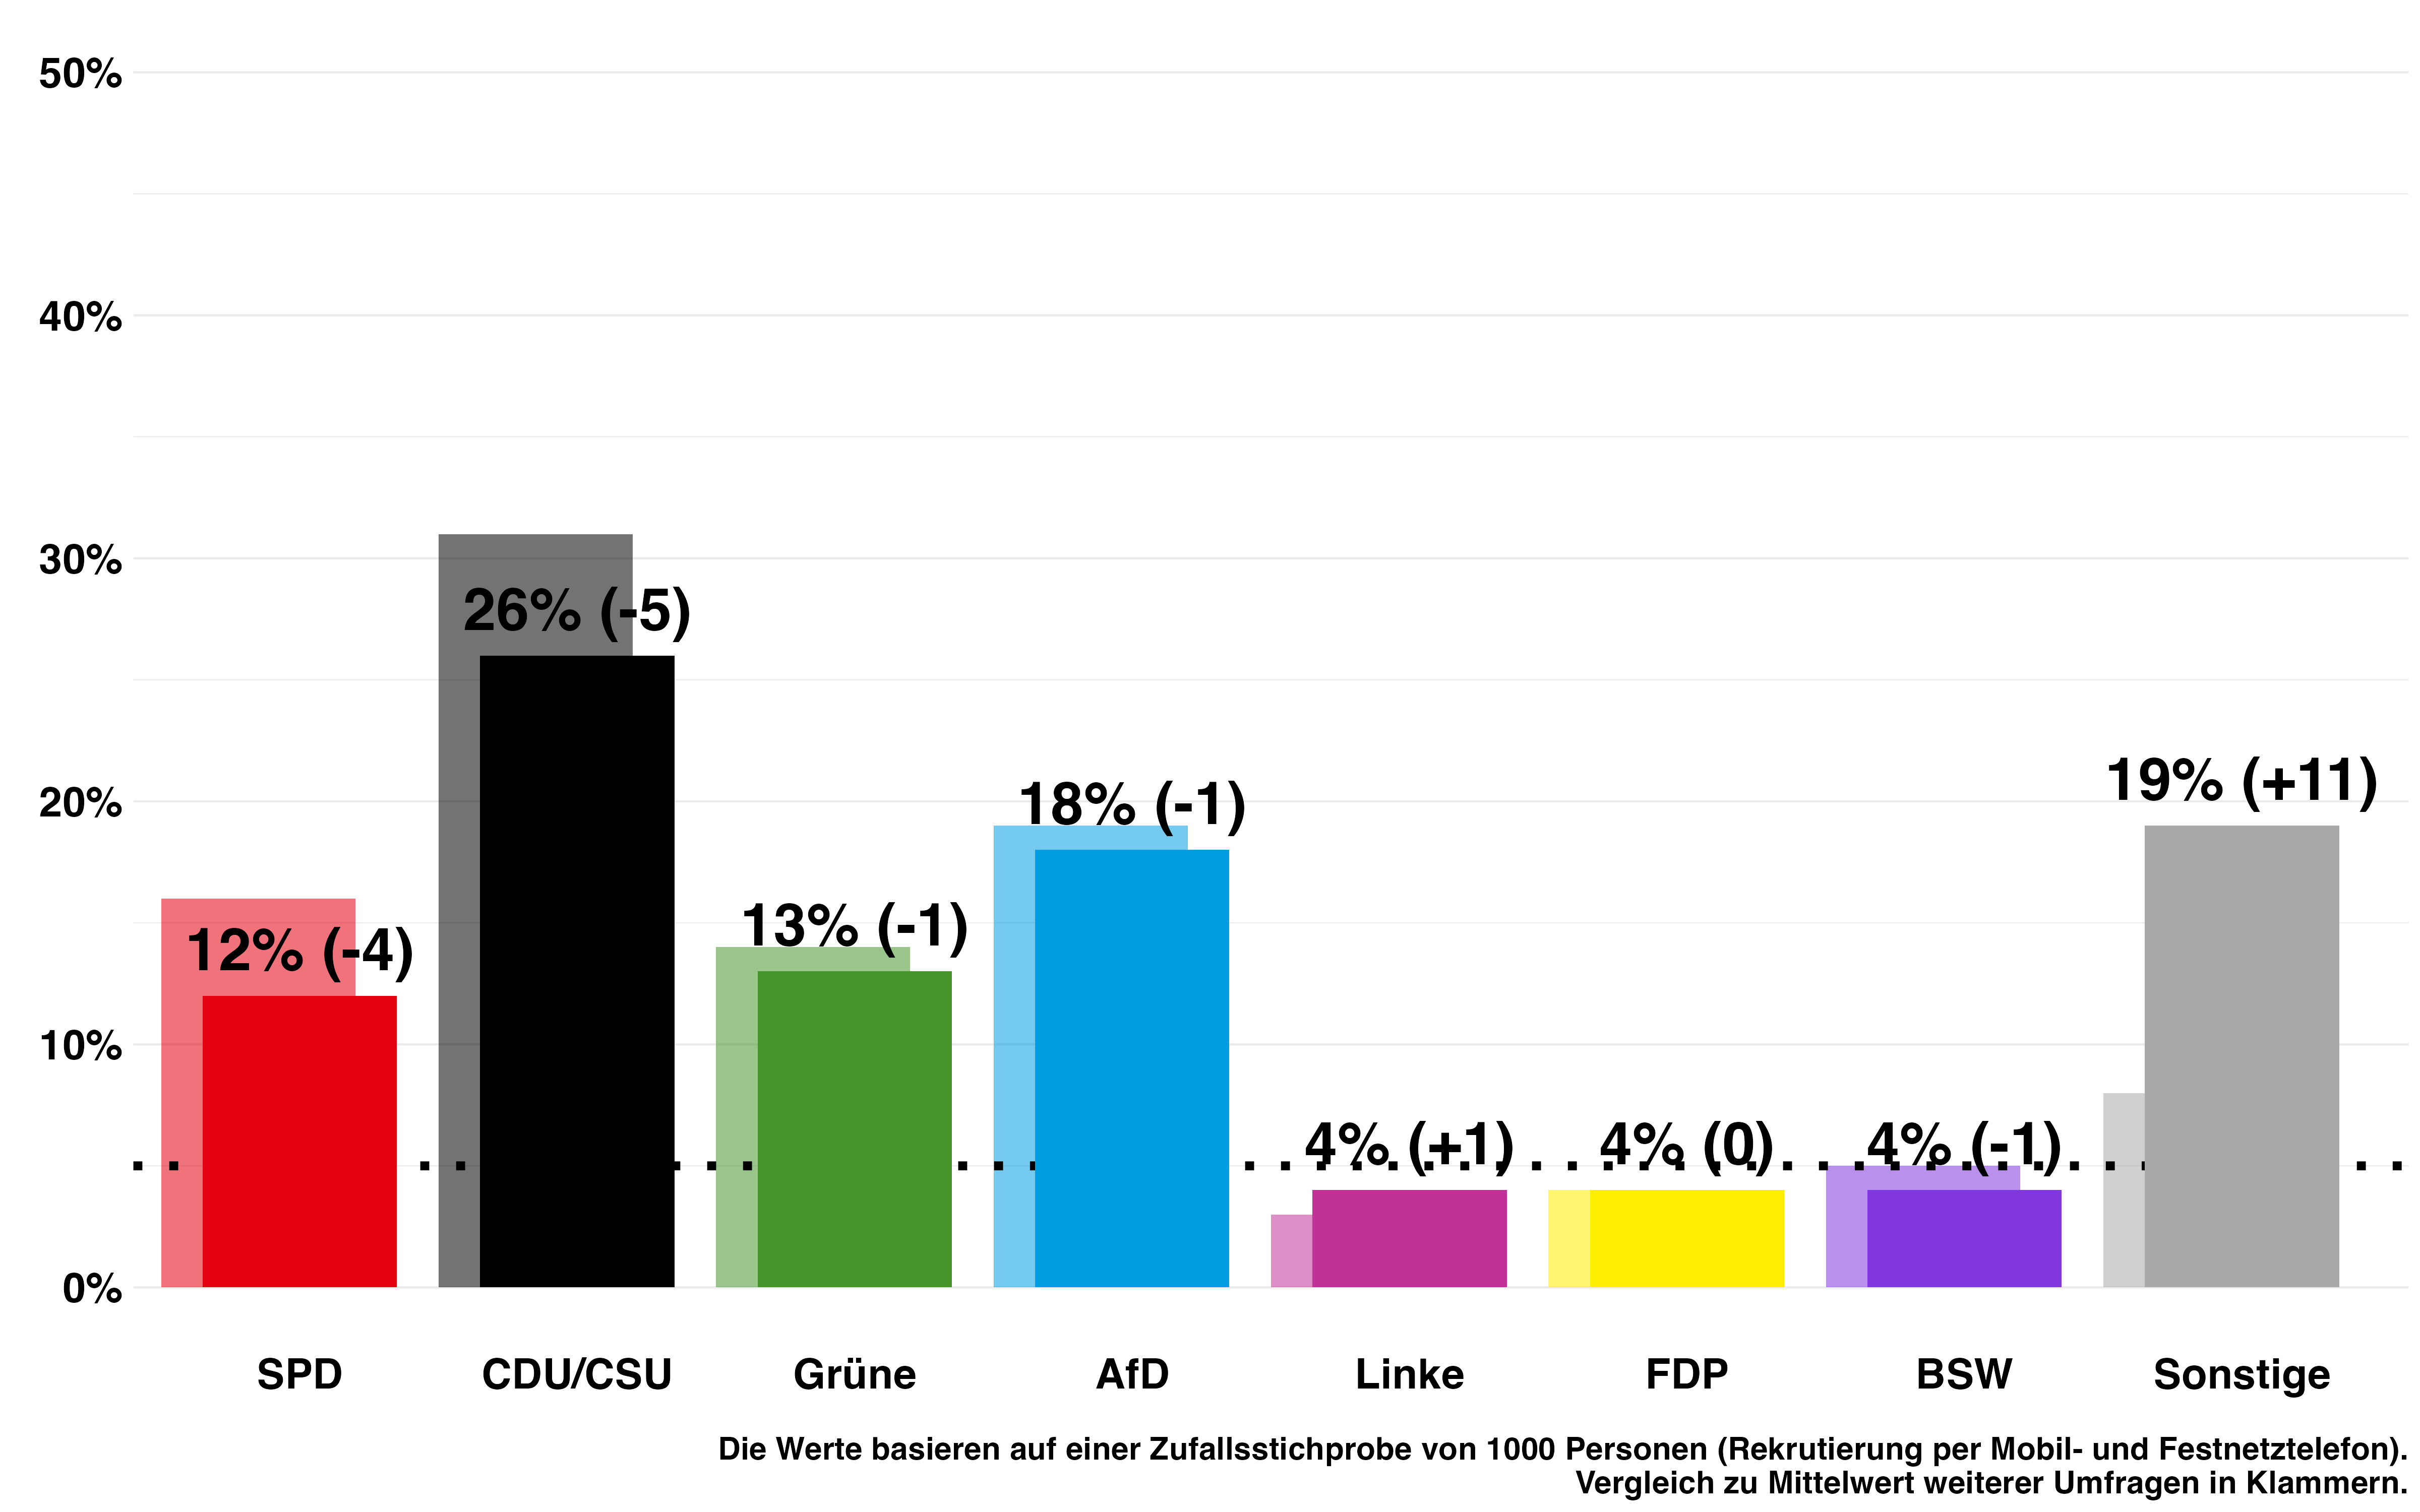 50%
40%
30%
20%
10%
0%
12% (-4)
26% (-5)
13% (-1)
18% (-1)
4% (+1)
4% (0)
4% (-1)
19% (+11)
SPD
CDU/CSU
Grüne
AfD
Linke
FDP
BSW
Sonstige
Die Werte basieren auf einer Zufallsstichprobe von 1000 Personen (Rekrutierung per Mobil- und Festnetztelefon).
Vergleich zu Mittelwert weiterer Umfragen in Klammern.